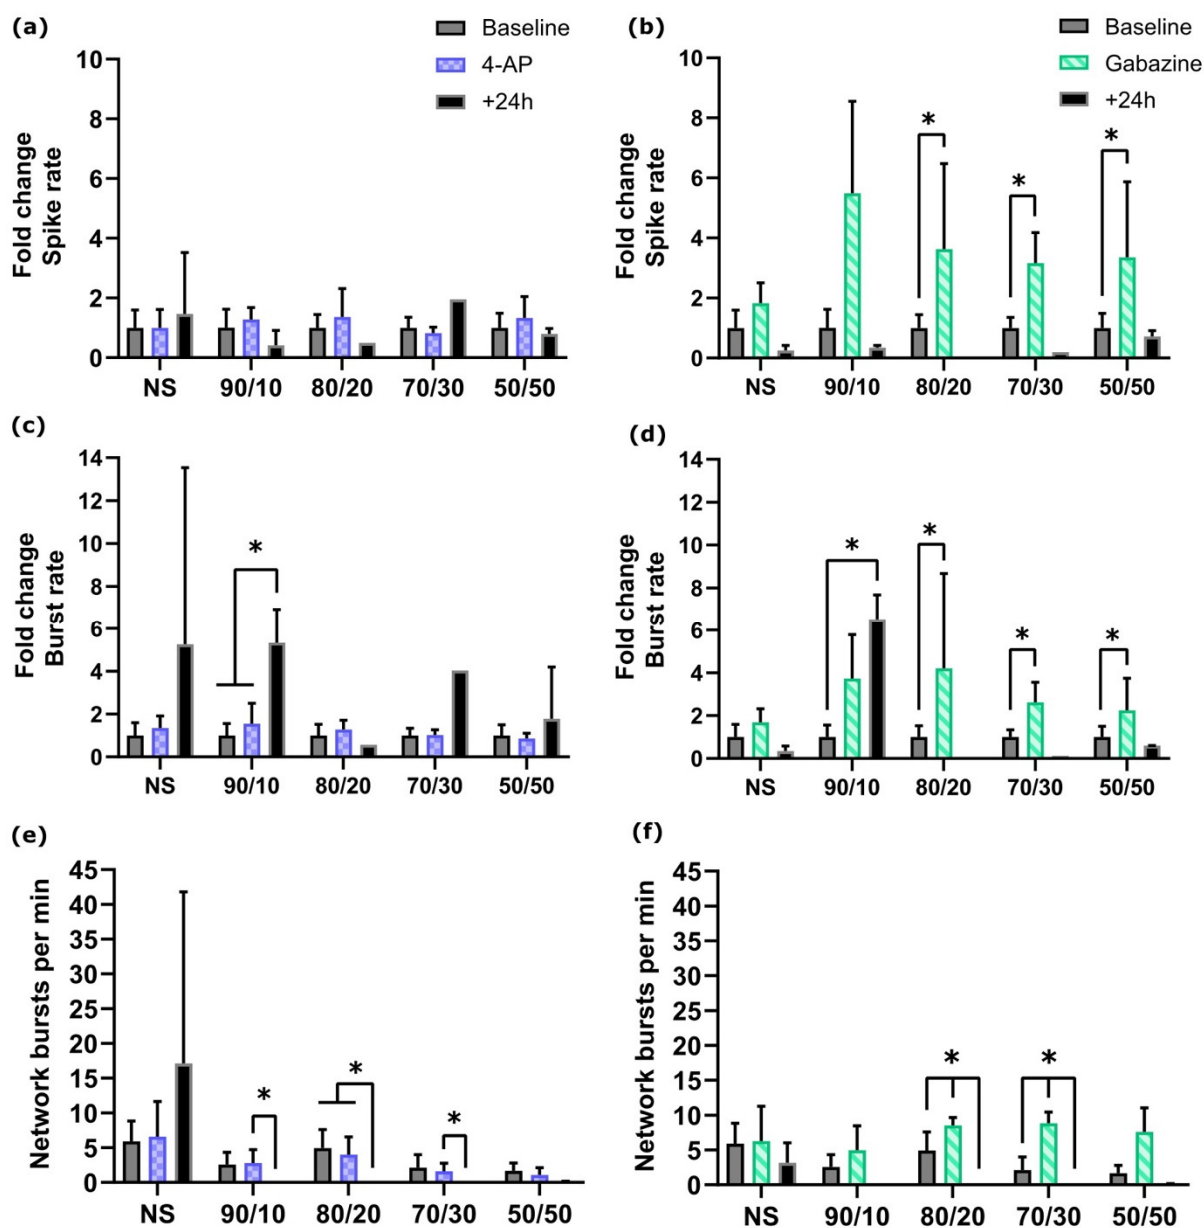 (a)
Baseline
4-AP
+24h
Fold change
Spike rate
10
8
6
4
2
0
NS 90/10 80/20 70/30 50/50
(b)
Baseline
Gabazine
+24h
Fold change
Spike rate
10
8
6
4
2
0
* * *
NS 90/10 80/20 70/30 50/50
(c)
Fold change
Burst rate
14
12
10
8
6
4
2
0
*
NS 90/10 80/20 70/30 50/50
(d)
Fold change
Burst rate
14
12
10
8
6
4
2
0
* * * *
NS 90/10 80/20 70/30 50/50
(e)
Network bursts per min
45
40
35
30
25
20
15
10
5
0
* * *
NS 90/10 80/20 70/30 50/50
(f)
Network bursts per min
45
40
35
30
25
20
15
10
5
0
* *
NS 90/10 80/20 70/30 50/50